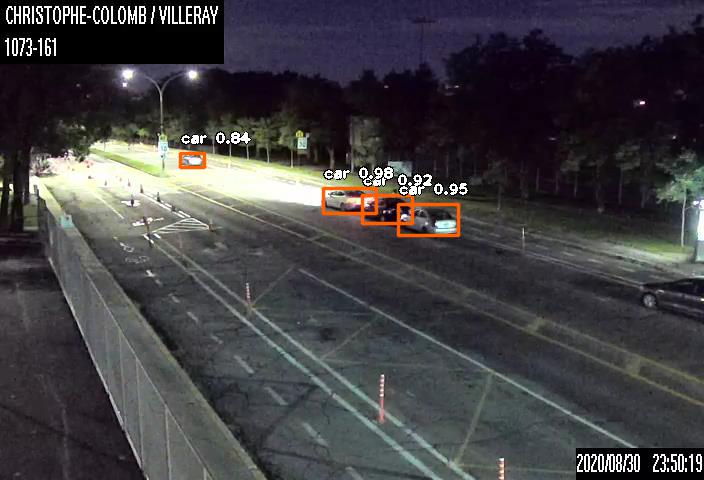 CHRISTOPHE-COLOMB / VILLERAY
1073-161
car 0.84
car 0.98
car 0.92
car 0.95
2020/08/30 23:50:19